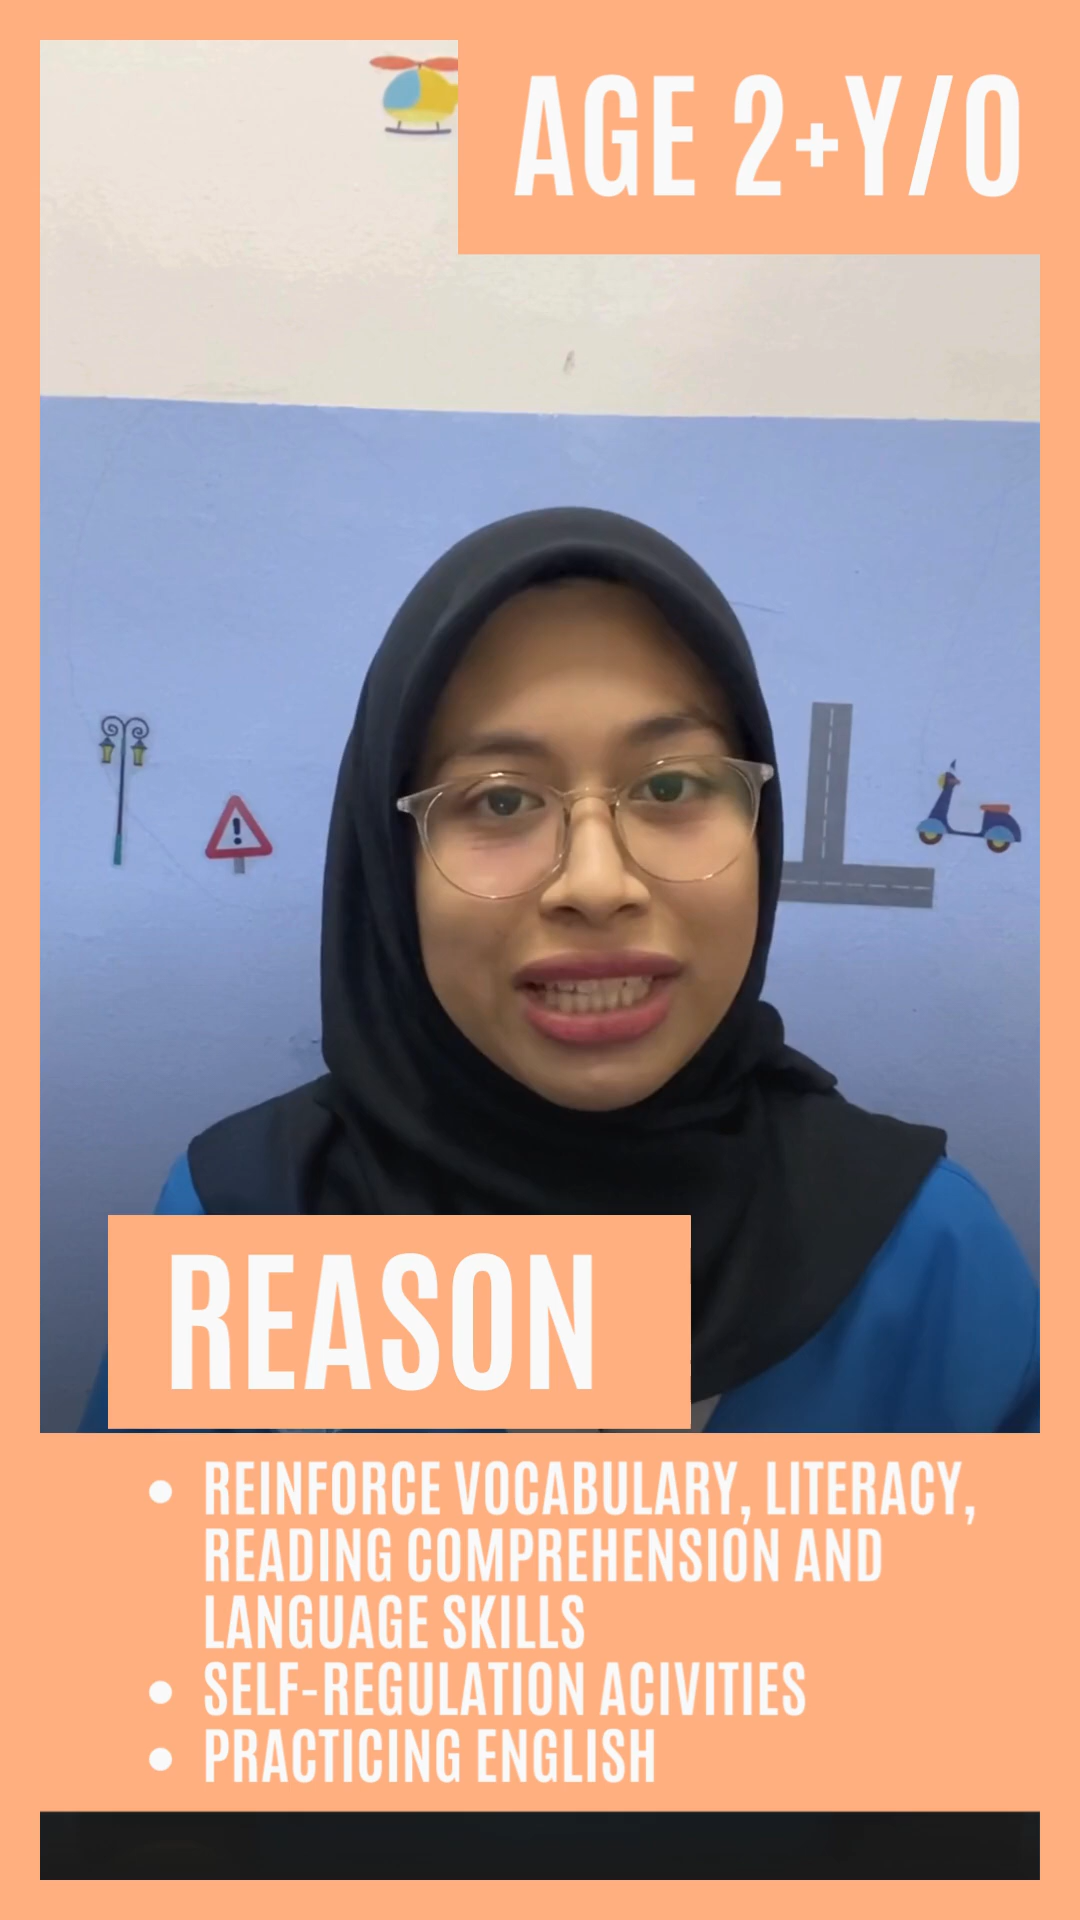 AGE 2+Y/O
REASON
• REINFORCE VOCABULARY, LITERACY,
READING COMPREHENSION AND
LANGUAGE SKILLS
• SELF-REGULATION ACIVITIES
• PRACTICING ENGLISH